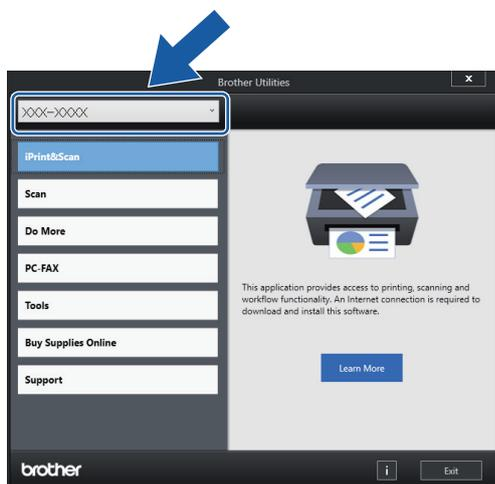 Brother Utilities
x
XXX-XXXX
iPrint&Scan
Scan
Do More
PC-FAX
Tools
Buy Supplies Online
Support
This application provides access to printing, scanning and
workflow functionality. An Internet connection is required to
download and install this software.
Learn More
brother
i
Exit